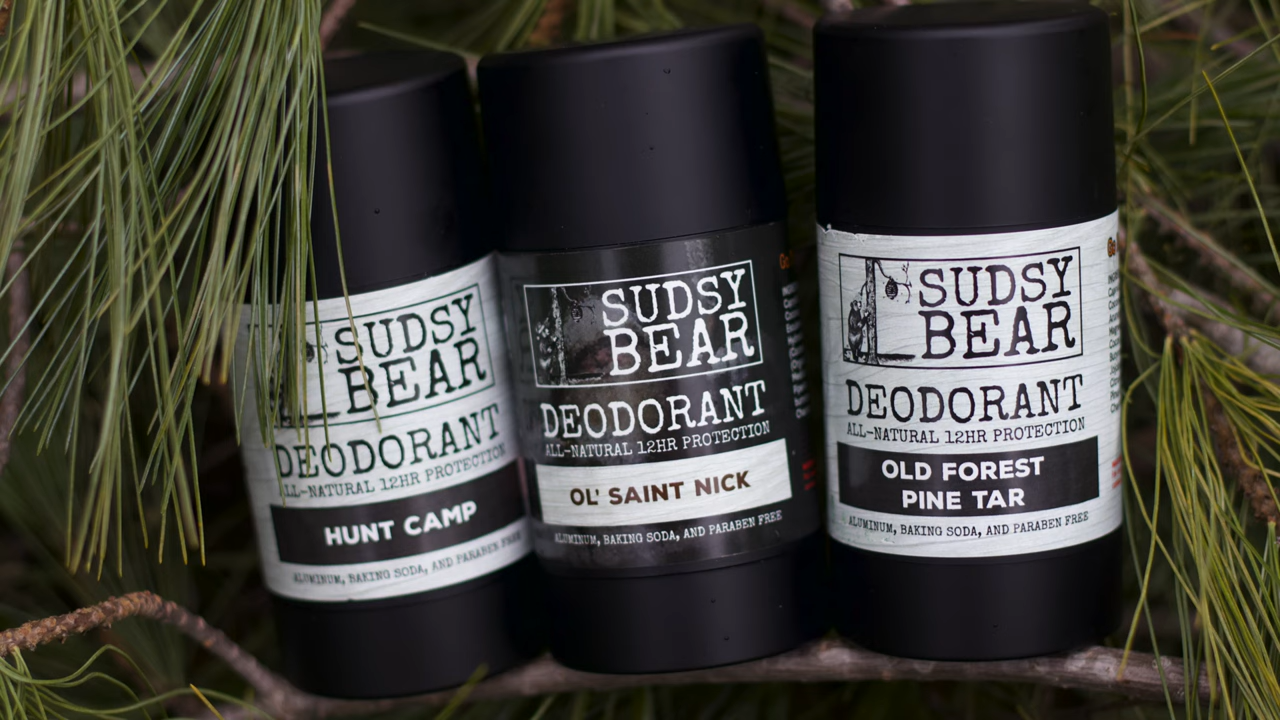 SUDSY
BEAR
DEODORANT
ALL-NATURAL 12HR PROTECTION
HUNT CAMP
ALUMINUM, BAKING SODA, AND PARABEN FREE
SUDSY
BEAR
DEODORANT
ALL-NATURAL 12HR PROTECTION
OL' SAINT NICK
ALUMINUM, BAKING SODA, AND PARABEN FREE
SUDSY
BEAR
DEODORANT
ALL-NATURAL 12HR PROTECTION
OLD FOREST
PINE TAR
ALUMINUM, BAKING SODA, AND PARABEN FREE